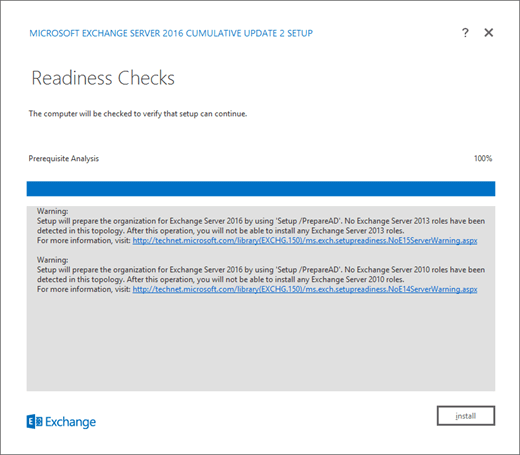 MICROSOFT EXCHANGE SERVER 2016 CUMULATIVE UPDATE 2 SETUP
? ✕
Readiness Checks
The computer will be checked to verify that setup can continue.
Prerequisite Analysis 100%
Warning:
Setup will prepare the organization for Exchange Server 2016 by using 'Setup /PrepareAD'. No Exchange Server 2013 roles have been
detected in this topology. After this operation, you will not be able to install any Exchange Server 2013 roles.
For more information, visit: http://technet.microsoft.com/library(EXCHG.150)/ms.exch.setupreadiness.NoE15ServerWarning.aspx
Warning:
Setup will prepare the organization for Exchange Server 2016 by using 'Setup /PrepareAD'. No Exchange Server 2010 roles have been
detected in this topology. After this operation, you will not be able to install any Exchange Server 2010 roles.
For more information, visit: http://technet.microsoft.com/library(EXCHG.150)/ms.exch.setupreadiness.NoE14ServerWarning.aspx
E Exchange
install